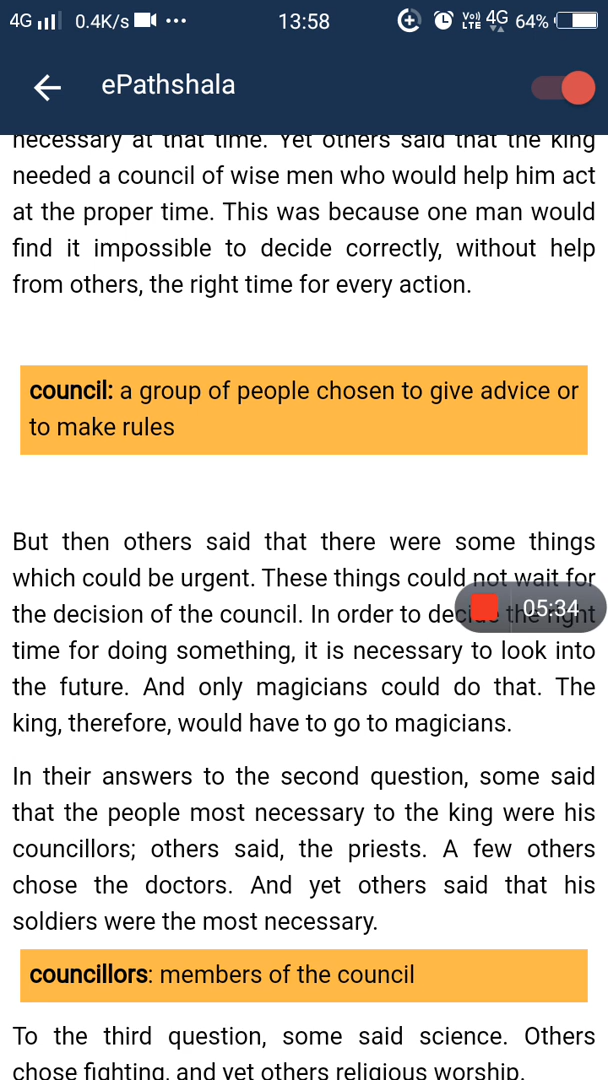 4G 0.4K/s ... 13:58 Vo) LTE 4G 64%
ePathshala
necessary at that time. Yet others said that the king
needed a council of wise men who would help him act
at the proper time. This was because one man would
find it impossible to decide correctly, without help
from others, the right time for every action.
council: a group of people chosen to give advice or
to make rules
But then others said that there were some things
which could be urgent. These things could not wait for
the decision of the council. In order to decide the right
05:34
time for doing something, it is necessary to look into
the future. And only magicians could do that. The
king, therefore, would have to go to magicians.
In their answers to the second question, some said
that the people most necessary to the king were his
councillors; others said, the priests. A few others
chose the doctors. And yet others said that his
soldiers were the most necessary.
councillors: members of the council
To the third question, some said science. Others
chose fighting, and yet others religious worship.